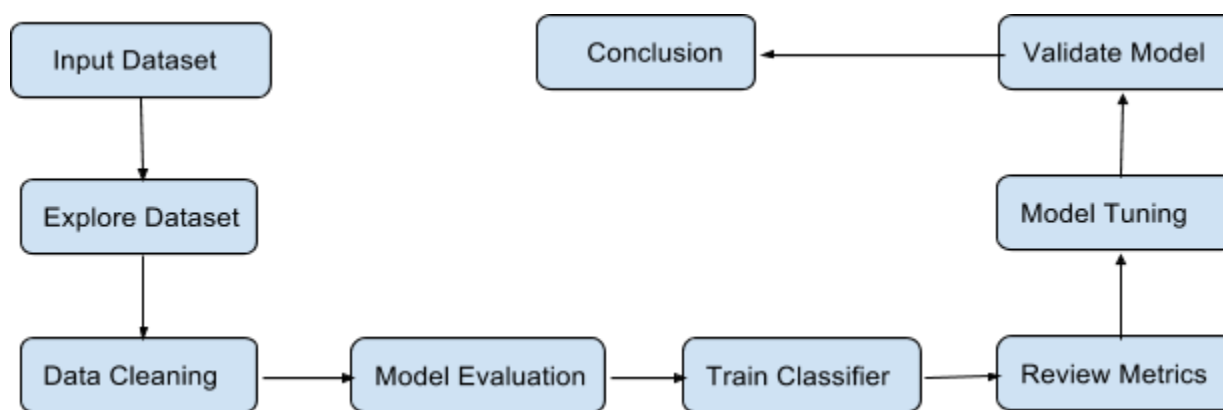 Input Dataset
Conclusion
Validate Model
Explore Dataset
Model Tuning
Data Cleaning
Model Evaluation
Train Classifier
Review Metrics